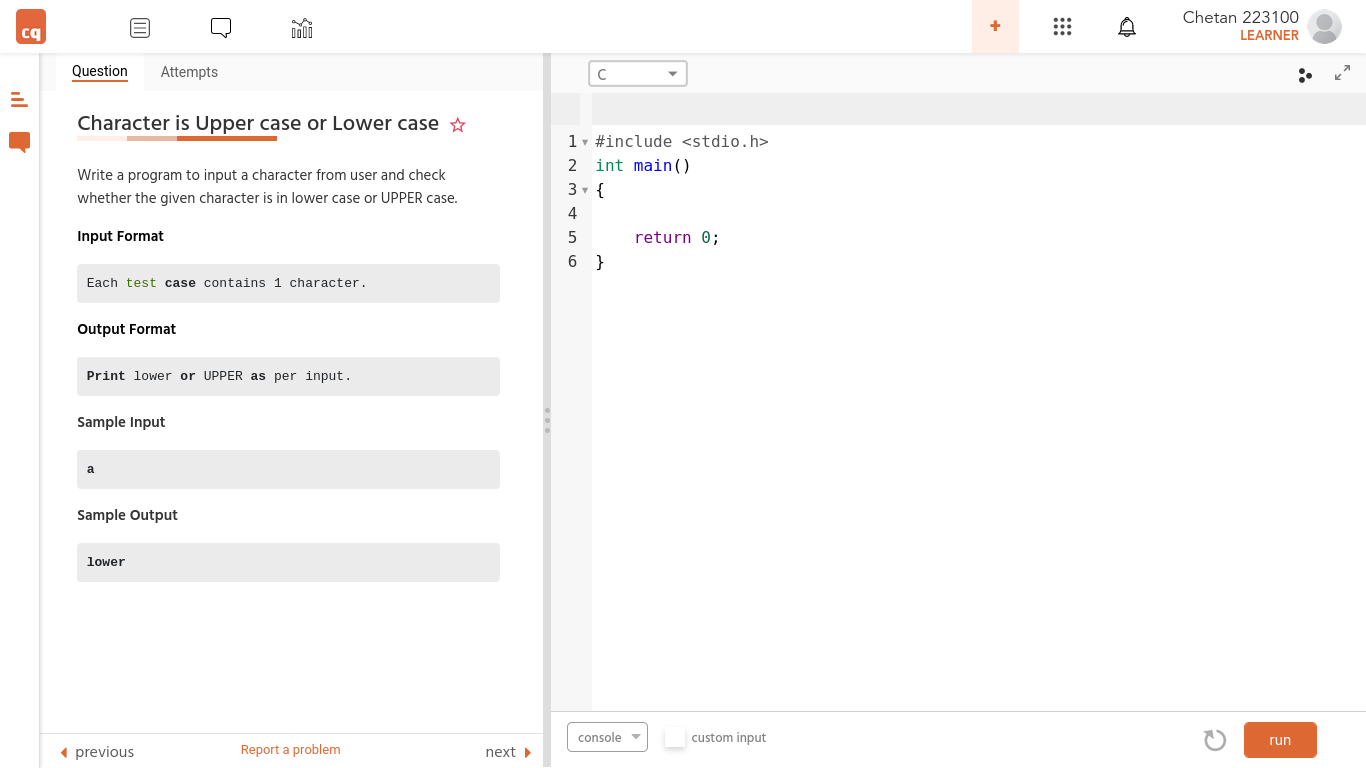 cq
+
Chetan 223100
LEARNER
Question
Attempts
Character is Upper case or Lower case
Write a program to input a character from user and check
whether the given character is in lower case or UPPER case.
Input Format
Each test case contains 1 character.
Output Format
Print lower or UPPER as per input.
Sample Input
a
Sample Output
lower
previous
Report a problem
next
C
1 #include <stdio.h>
2 int main()
3 {
4
5     return 0;
6 }
console
custom input
run